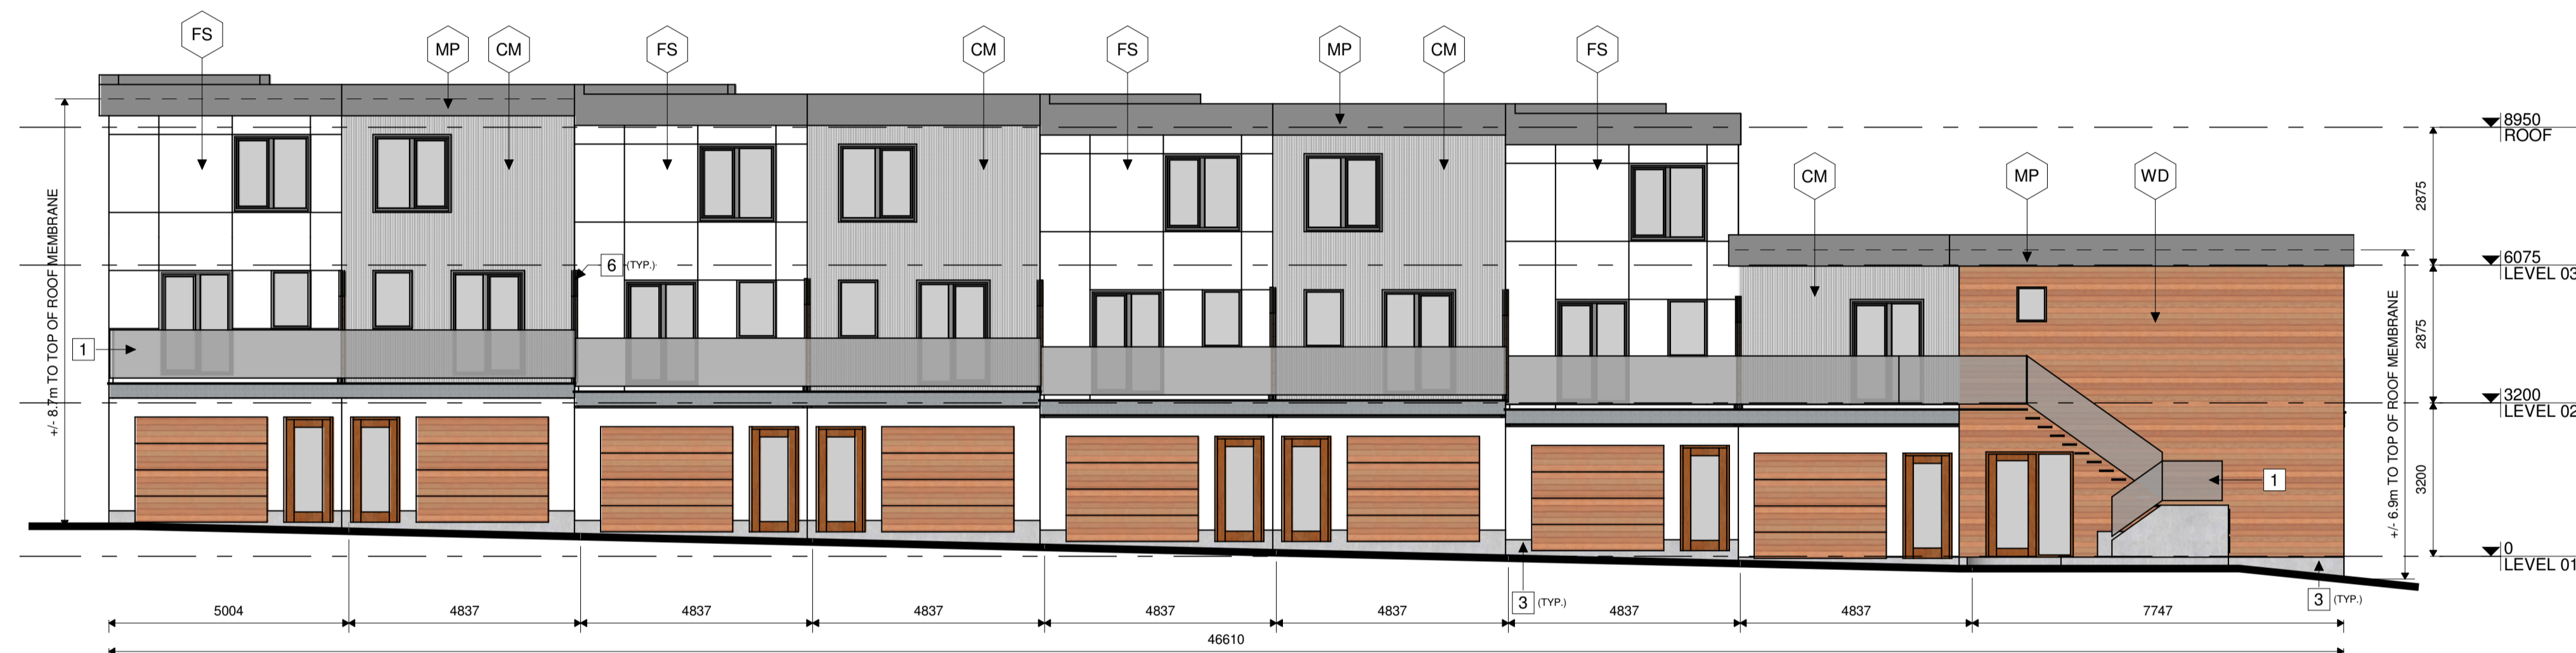 FS
MP
CM
FS
CM
FS
MP
CM
FS
CM
MP
WD
8950
ROOF
2875
6075
LEVEL 03
2875
3200
LEVEL 02
3200
0
LEVEL 01
+/- 8.7m TO TOP OF ROOF MEMBRANE
+/- 6.9m TO TOP OF ROOF MEMBRANE
6 (TYP.)
1
1
3 (TYP.)
3 (TYP.)
5004
4837
4837
4837
4837
4837
4837
4837
7747
46610